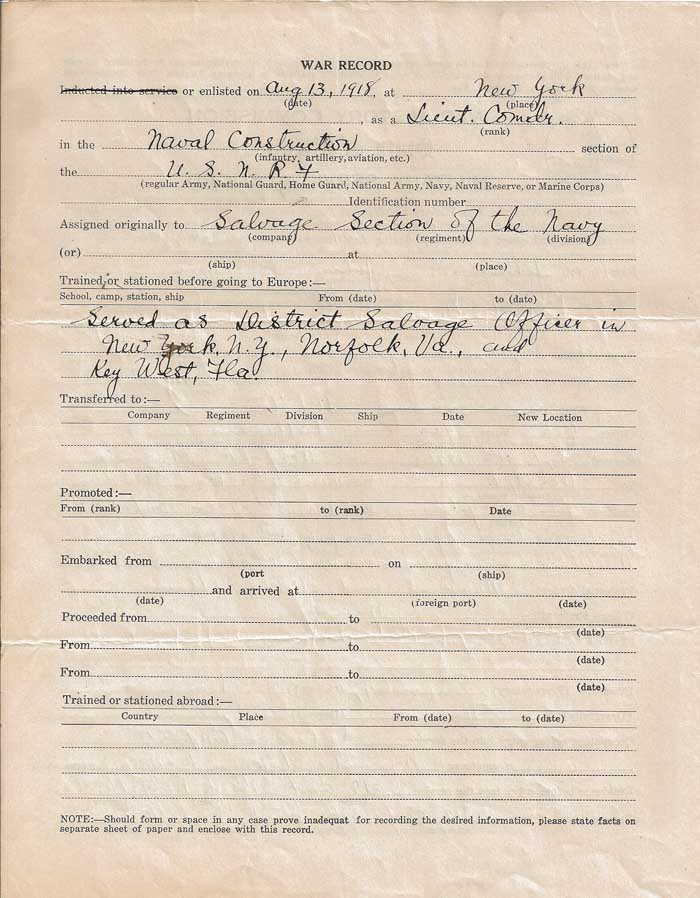 WAR RECORD
Inducted into service or enlisted on Aug 13, 1918, at New York
(date) (place)
, as a Lieut. Comdr.
(rank)
in the Naval Construction section of
(infantry, artillery, aviation, etc.)
the U. S. N. R. F
(regular Army, National Guard, Home Guard, National Army, Navy, Naval Reserve, or Marine Corps)
Identification number
Assigned originally to Salvage Section of the Navy
(company) (regiment) (division)
(or) at
(ship) (place)
Trained, or stationed before going to Europe:—
School, camp, station, ship From (date) to (date)
Served as District Salvage Officer in
New York, N.Y., Norfolk, Va., and
Key West, Fla.
Transferred to:—
Company Regiment Division Ship Date New Location
Promoted:—
From (rank) to (rank) Date
Embarked from on
(port (ship)
and arrived at
(date) (foreign port) (date)
Proceeded from to
(date)
From to
(date)
From to
(date)
Trained or stationed abroad:—
Country Place From (date) to (date)
NOTE:—Should form or space in any case prove inadequat for recording the desired information, please state facts on
separate sheet of paper and enclose with this record.